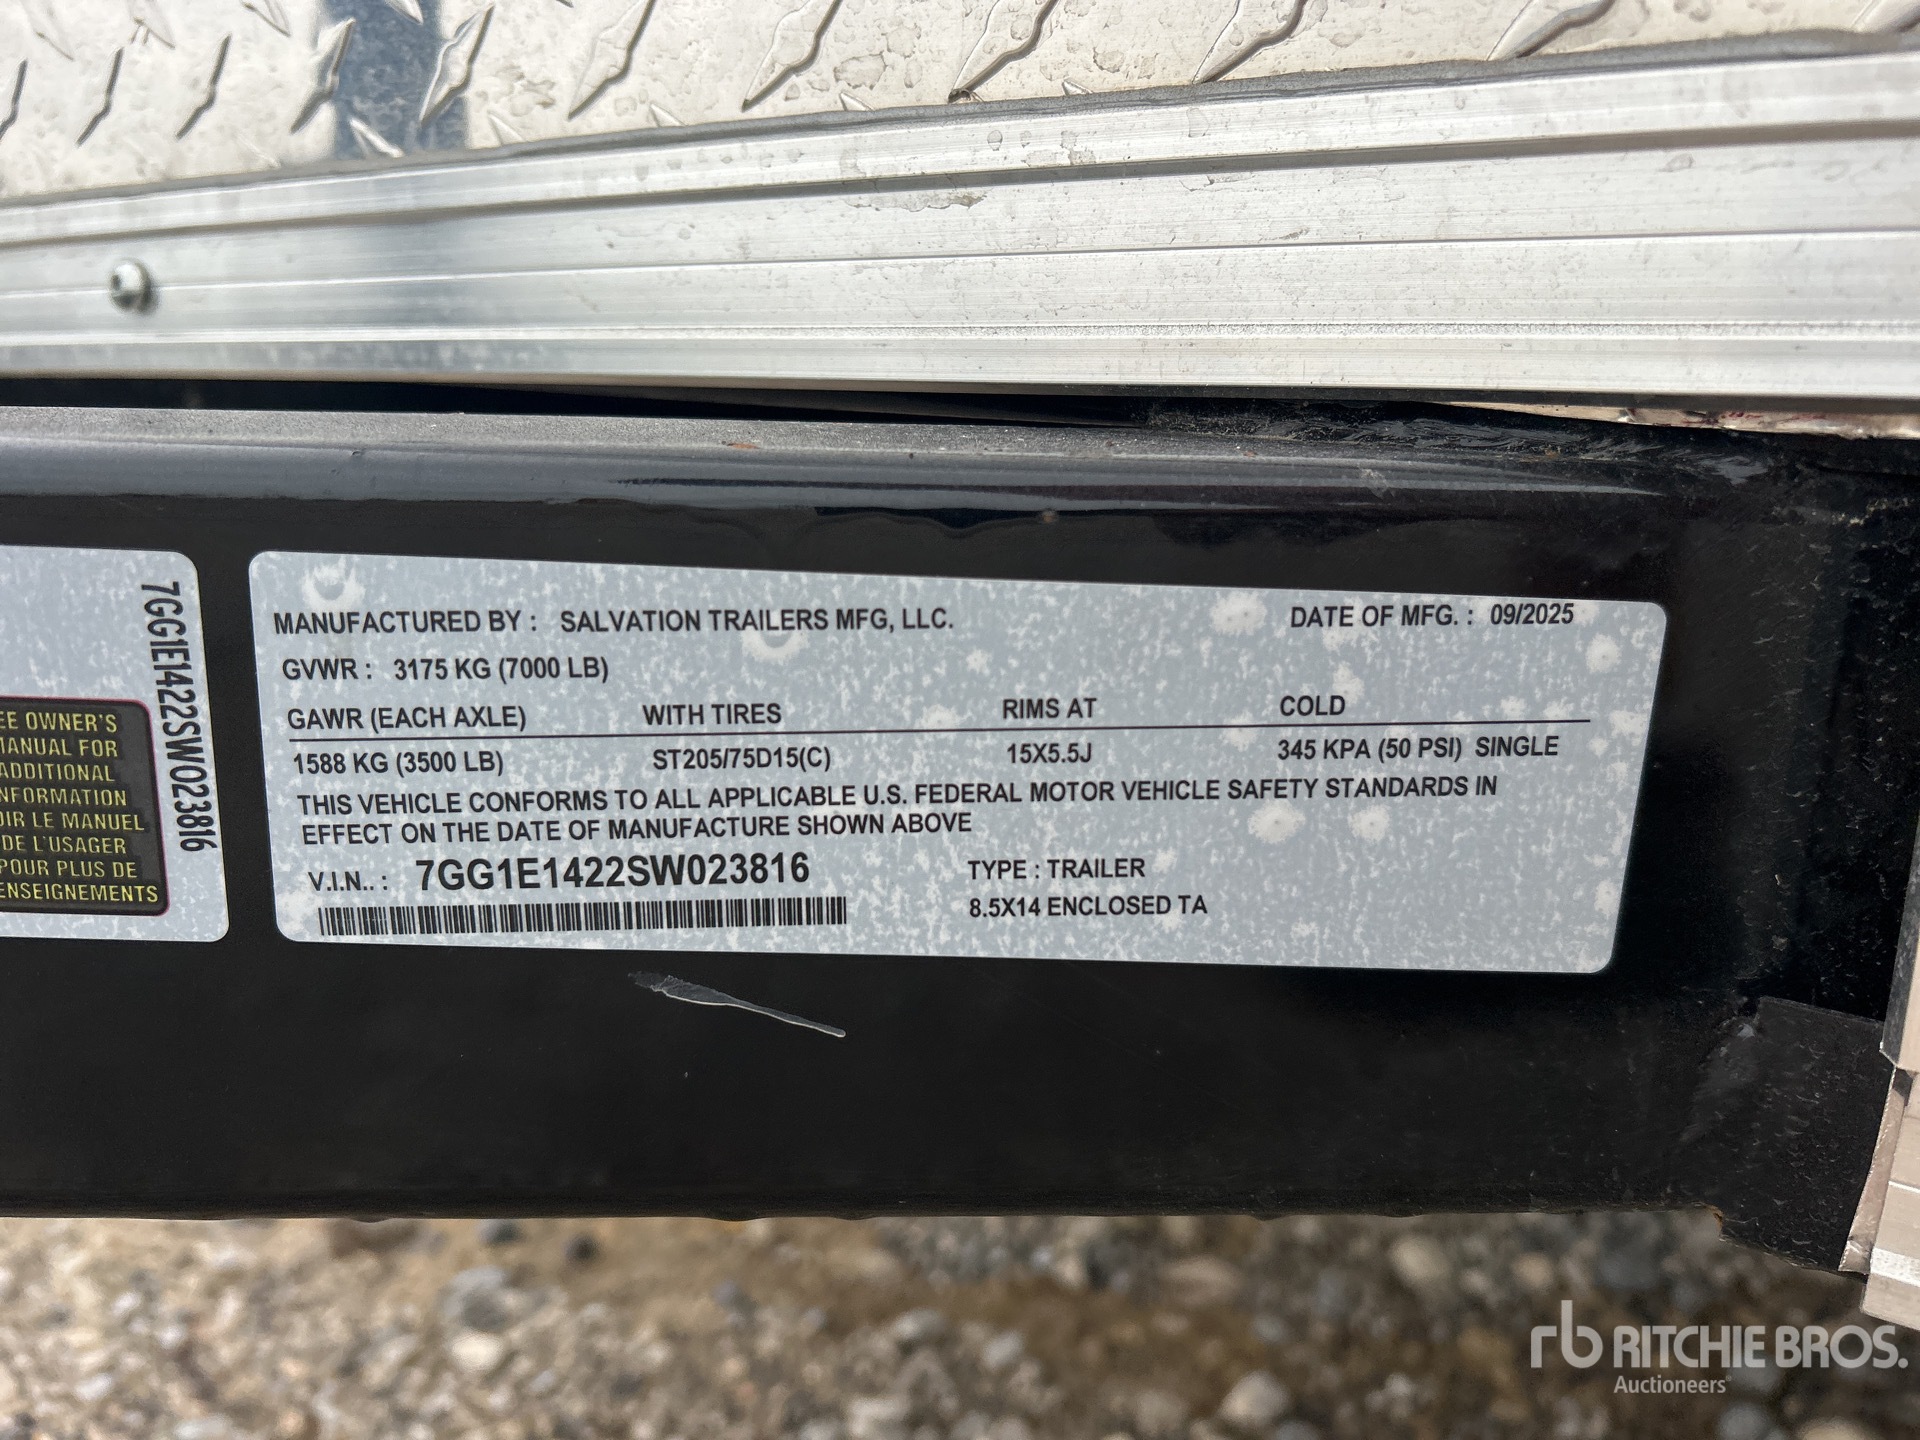 7GG1E1422SW023816
EE OWNER'S
MANUAL FOR
ADDITIONAL
NFORMATION
OIR LE MANUEL
DE L'USAGER
POUR PLUS DE
ENSEIGNEMENTS
MANUFACTURED BY : SALVATION TRAILERS MFG, LLC. DATE OF MFG. : 09/2025
GVWR : 3175 KG (7000 LB)
GAWR (EACH AXLE) WITH TIRES RIMS AT COLD
1588 KG (3500 LB) ST205/75D15(C) 15X5.5J 345 KPA (50 PSI) SINGLE
THIS VEHICLE CONFORMS TO ALL APPLICABLE U.S. FEDERAL MOTOR VEHICLE SAFETY STANDARDS IN
EFFECT ON THE DATE OF MANUFACTURE SHOWN ABOVE
V.I.N.. : 7GG1E1422SW023816 TYPE : TRAILER
8.5X14 ENCLOSED TA
rb RITCHIE BROS.
Auctioneers